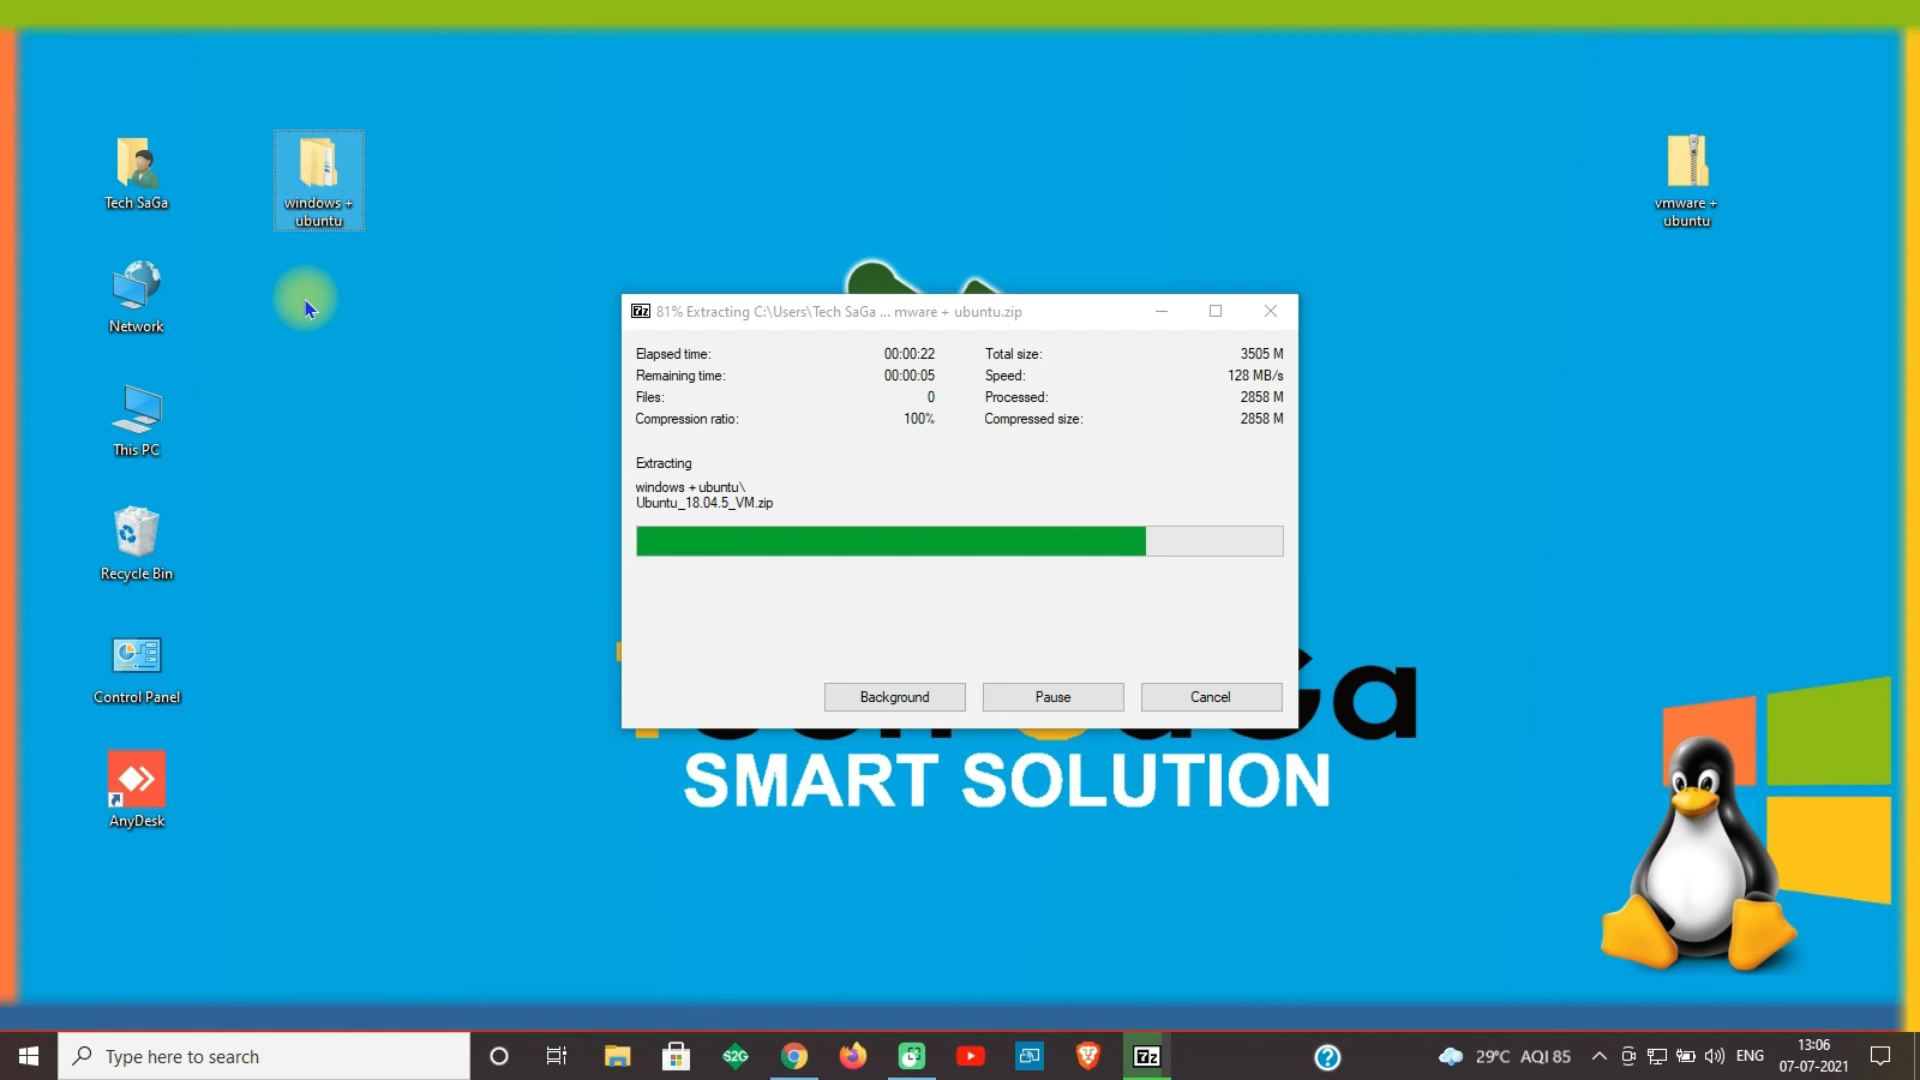 Tech SaGa
windows +
ubuntu
vmware +
ubuntu
Network
This PC
Recycle Bin
Control Panel
AnyDesk
7z 81% Extracting C:\Users\Tech SaGa ... mware + ubuntu.zip
Elapsed time: 00:00:22 Total size: 3505 M
Remaining time: 00:00:05 Speed: 128 MB/s
Files: 0 Processed: 2858 M
Compression ratio: 100% Compressed size: 2858 M
Extracting
windows + ubuntu\
Ubuntu_18.04.5_VM.zip
Background Pause Cancel
SMART SOLUTION
Type here to search
S2G
7z
29°C AQI 85
ENG
13:06
07-07-2021